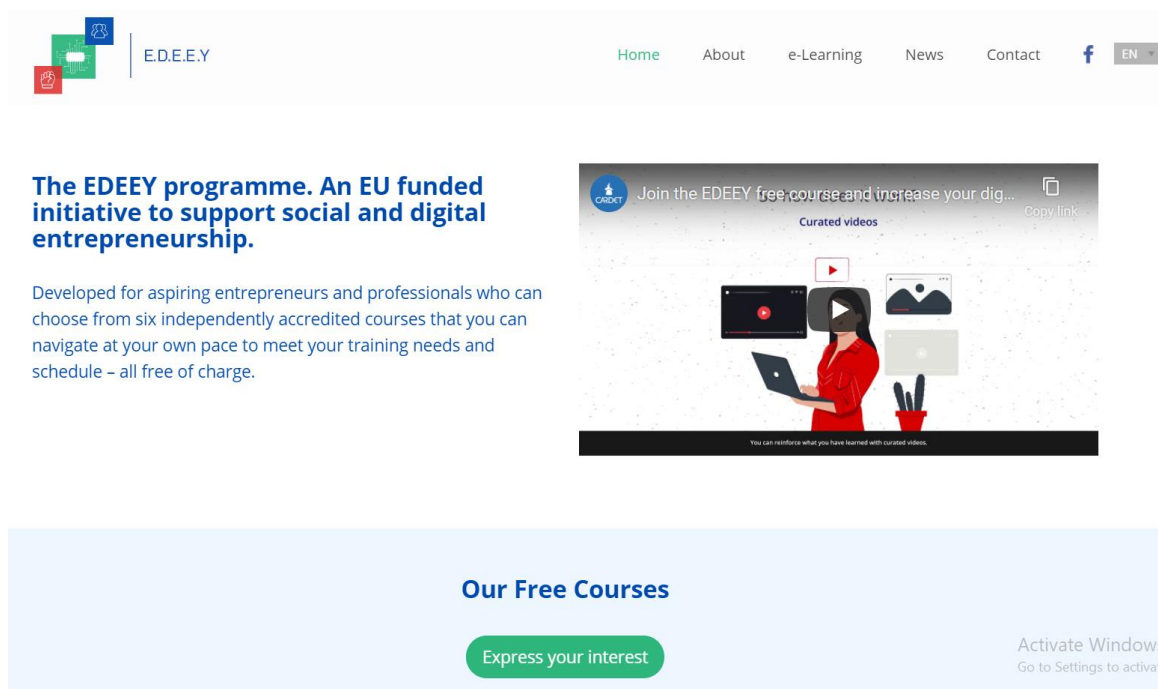 E.D.E.E.Y
Home About e-Learning News Contact f EN
The EDEEY programme. An EU funded
initiative to support social and digital
entrepreneurship.
Developed for aspiring entrepreneurs and professionals who can
choose from six independently accredited courses that you can
navigate at your own pace to meet your training needs and
schedule – all free of charge.
CARDET
Join the EDEEY free course and increase your dig...
Copy link
Curated videos
You can reinforce what you have learned with curated videos.
Our Free Courses
Express your interest
Activate Window
Go to Settings to activa